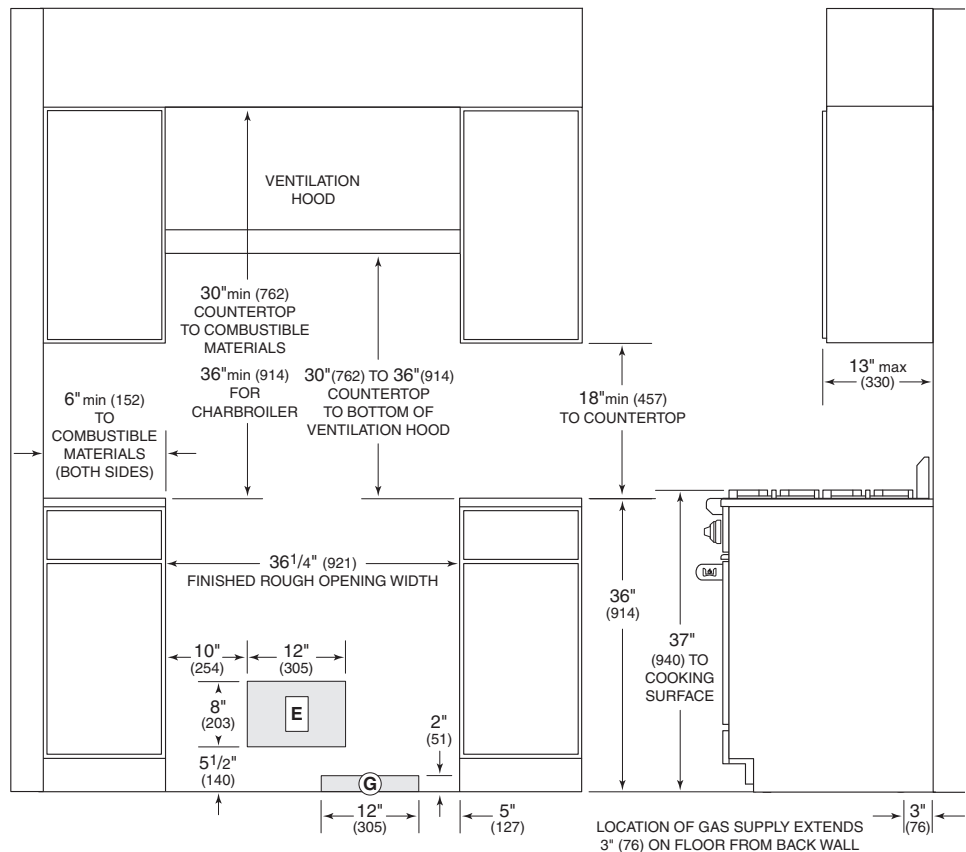 VENTILATION
HOOD
30" min (762)
COUNTERTOP
TO COMBUSTIBLE
MATERIALS
36" min (914)
FOR
CHARBROILER
30" (762) TO 36" (914)
COUNTERTOP
TO BOTTOM OF
VENTILATION HOOD
6" min (152)
TO
COMBUSTIBLE
MATERIALS
(BOTH SIDES)
18" min (457)
TO COUNTERTOP
13" max
(330)
36 1/4" (921)
FINISHED ROUGH OPENING WIDTH
10"
(254)
12"
(305)
8"
(203)
E
5 1/2"
(140)
2"
(51)
G
12"
(305)
5"
(127)
36"
(914)
37"
(940) TO
COOKING
SURFACE
3"
(76)
LOCATION OF GAS SUPPLY EXTENDS
3" (76) ON FLOOR FROM BACK WALL